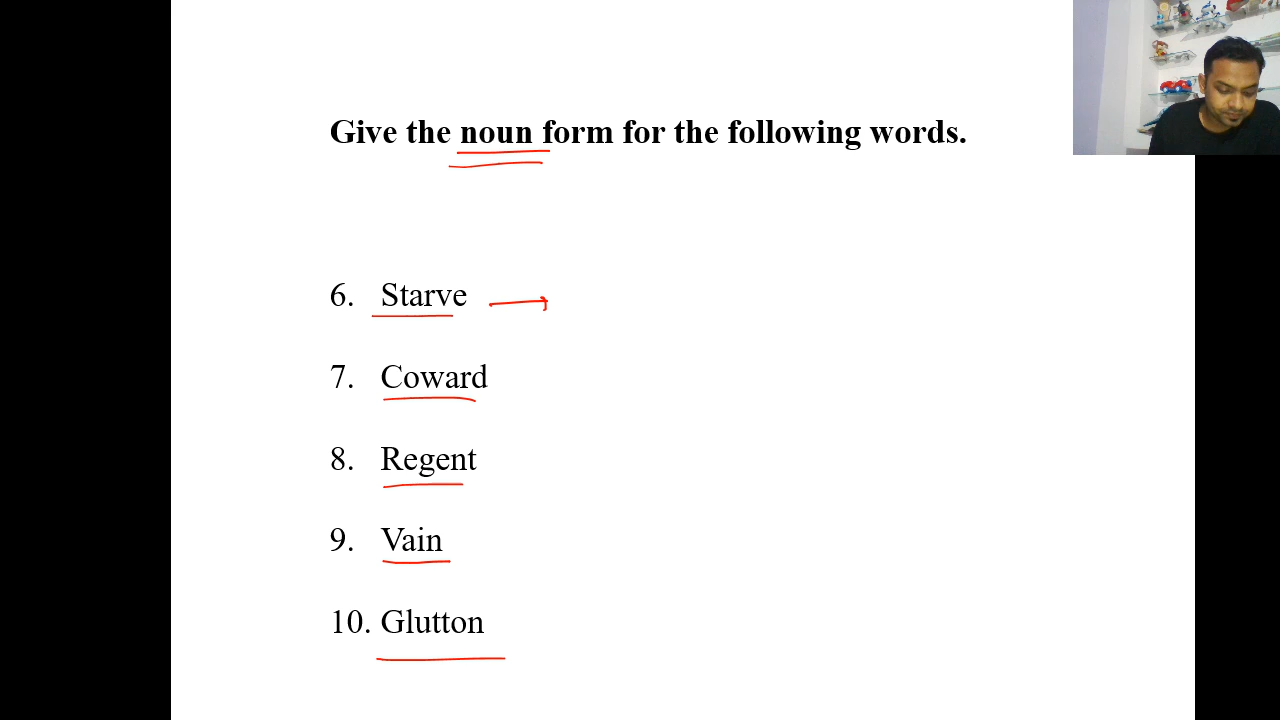 Give the noun form for the following words.
6. Starve
7. Coward
8. Regent
9. Vain
10. Glutton